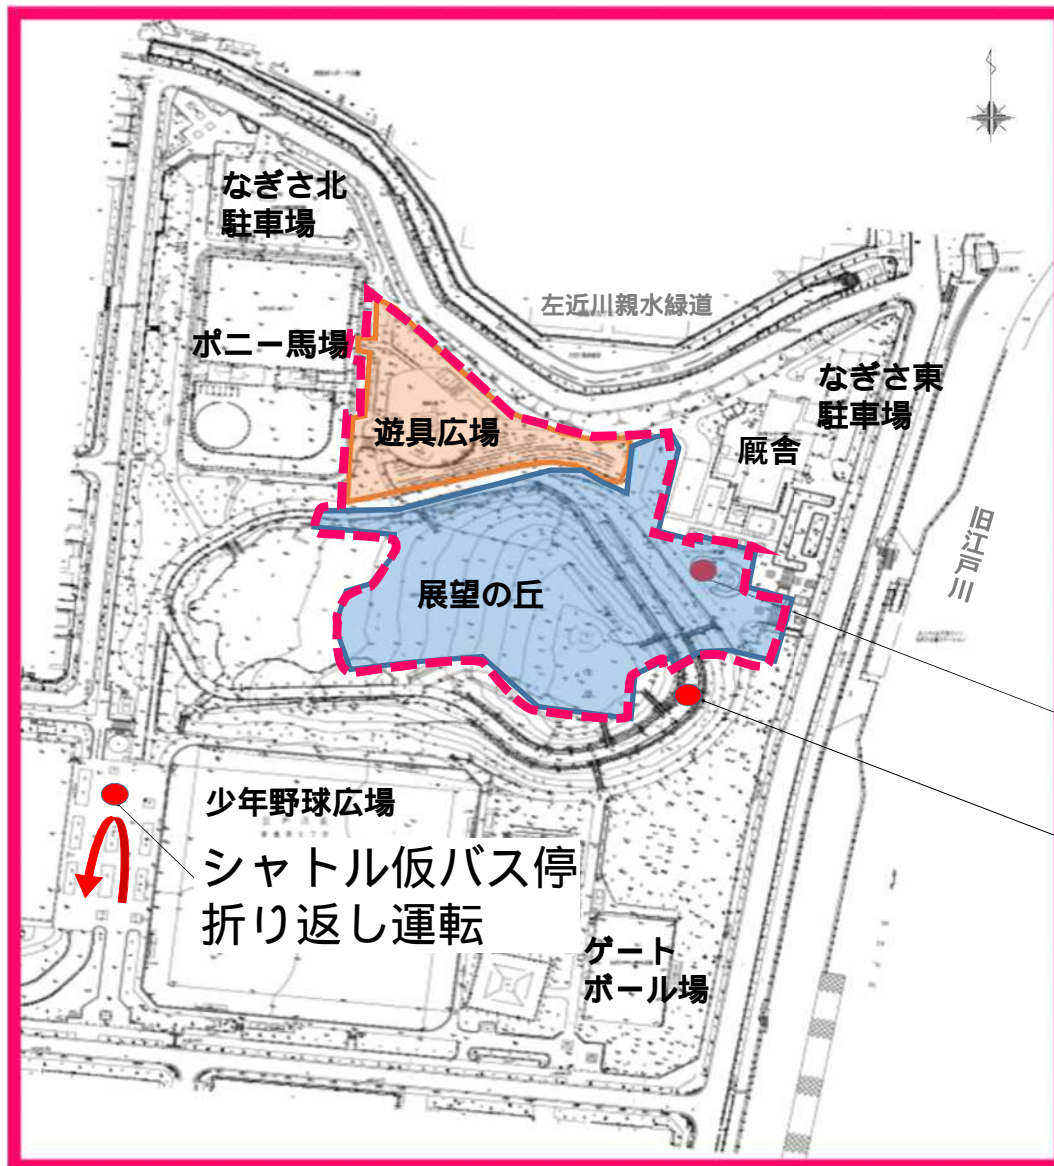 なぎさ北
駐車場
左近川親水緑道
ポニー馬場
なぎさ東
駐車場
遊具広場
厩舎
旧江戸川
展望の丘
少年野球広場
シャトル仮バス停
折り返し運転
ゲート
ボール場